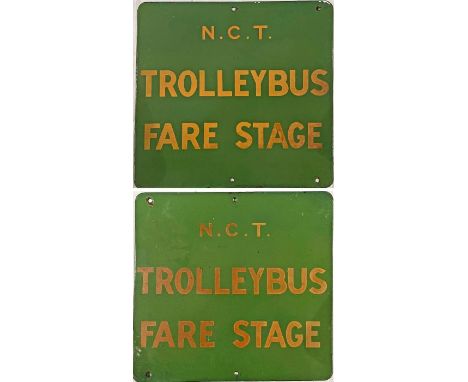 N.C.T.
TROLLEYBUS
FARE STAGE
N.C.T.
TROLLEYBUS
FARE STAGE